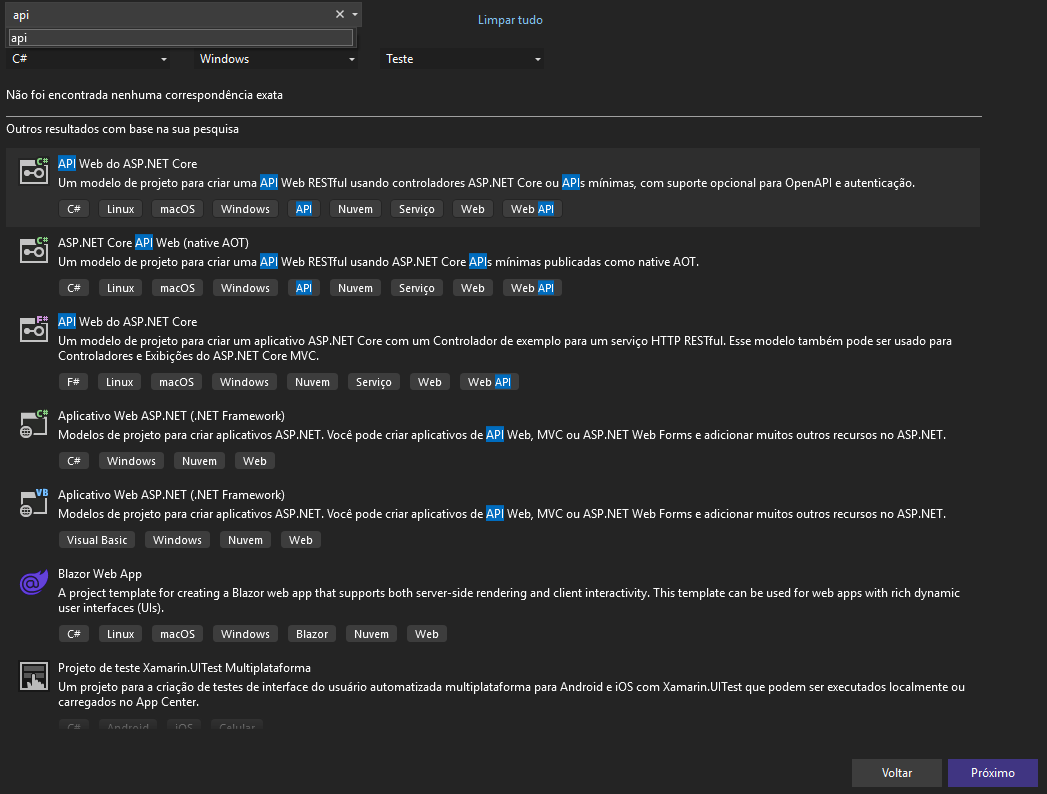 api
Limpar tudo
api
C# Windows Teste
Não foi encontrada nenhuma correspondência exata
Outros resultados com base na sua pesquisa
C#
API Web do ASP.NET Core
Um modelo de projeto para criar uma API Web RESTful usando controladores ASP.NET Core ou APIs mínimas, com suporte opcional para OpenAPI e autenticação.
C# Linux macOS Windows API Nuvem Serviço Web Web API
C#
ASP.NET Core API Web (native AOT)
Um modelo de projeto para criar uma API Web RESTful usando ASP.NET Core APIs mínimas publicadas como native AOT.
C# Linux macOS Windows API Nuvem Serviço Web Web API
F#
API Web do ASP.NET Core
Um modelo de projeto para criar um aplicativo ASP.NET Core com um Controlador de exemplo para um serviço HTTP RESTful. Esse modelo também pode ser usado para
Controladores e Exibições do ASP.NET Core MVC.
F# Linux macOS Windows Nuvem Serviço Web Web API
C#
Aplicativo Web ASP.NET (.NET Framework)
Modelos de projeto para criar aplicativos ASP.NET. Você pode criar aplicativos de API Web, MVC ou ASP.NET Web Forms e adicionar muitos outros recursos no ASP.NET.
C# Windows Nuvem Web
VB
Aplicativo Web ASP.NET (.NET Framework)
Modelos de projeto para criar aplicativos ASP.NET. Você pode criar aplicativos de API Web, MVC ou ASP.NET Web Forms e adicionar muitos outros recursos no ASP.NET.
Visual Basic Windows Nuvem Web
Blazor Web App
A project template for creating a Blazor web app that supports both server-side rendering and client interactivity. This template can be used for web apps with rich dynamic
user interfaces (UIs).
C# Linux macOS Windows Blazor Nuvem Web
Projeto de teste Xamarin.UITest Multiplataforma
Um projeto para a criação de testes de interface do usuário automatizada multiplataforma para Android e iOS com Xamarin.UITest que podem ser executados localmente ou
carregados no App Center.
C# Android iOS Celular
Voltar Próximo